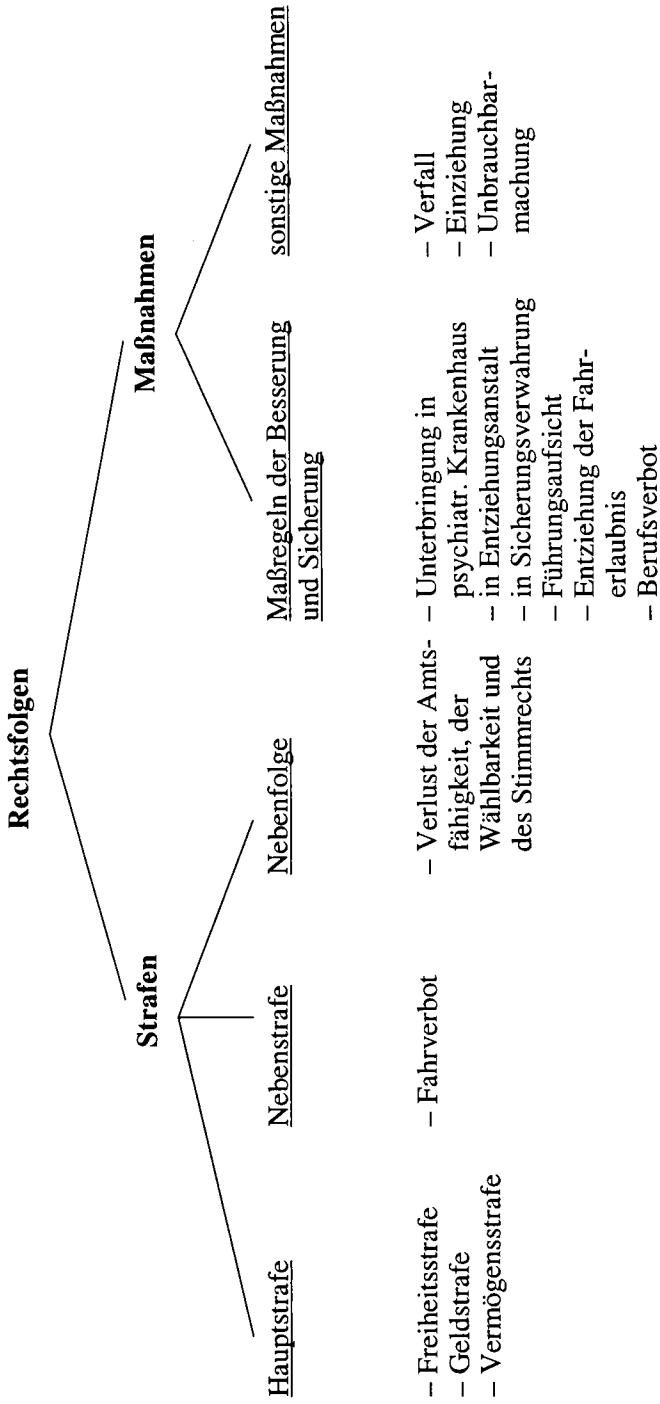 Rechtsfolgen
Strafen
Maßnahmen
Hauptstrafe
Nebenstrafe
Nebenfolge
Maßregeln der Besserung
und Sicherung
sonstige Maßnahmen
– Freiheitsstrafe
– Geldstrafe
– Vermögensstrafe
– Fahrverbot
– Verlust der Amts-
fähigkeit, der
Wählbarkeit und
des Stimmrechts
– Unterbringung in
psychiatr. Krankenhaus
– in Entziehungsanstalt
– in Sicherungsverwahrung
– Führungsaufsicht
– Entziehung der Fahr-
erlaubnis
– Berufsverbot
– Verfall
– Einziehung
– Unbrauchbar-
machung